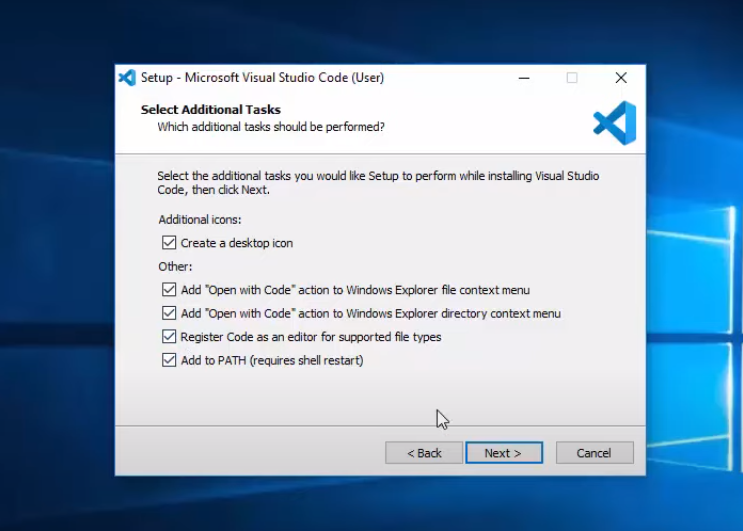 Setup - Microsoft Visual Studio Code (User)
Select Additional Tasks
Which additional tasks should be performed?
Select the additional tasks you would like Setup to perform while installing Visual Studio
Code, then click Next.
Additional icons:
Create a desktop icon
Other:
Add "Open with Code" action to Windows Explorer file context menu
Add "Open with Code" action to Windows Explorer directory context menu
Register Code as an editor for supported file types
Add to PATH (requires shell restart)
< Back Next > Cancel